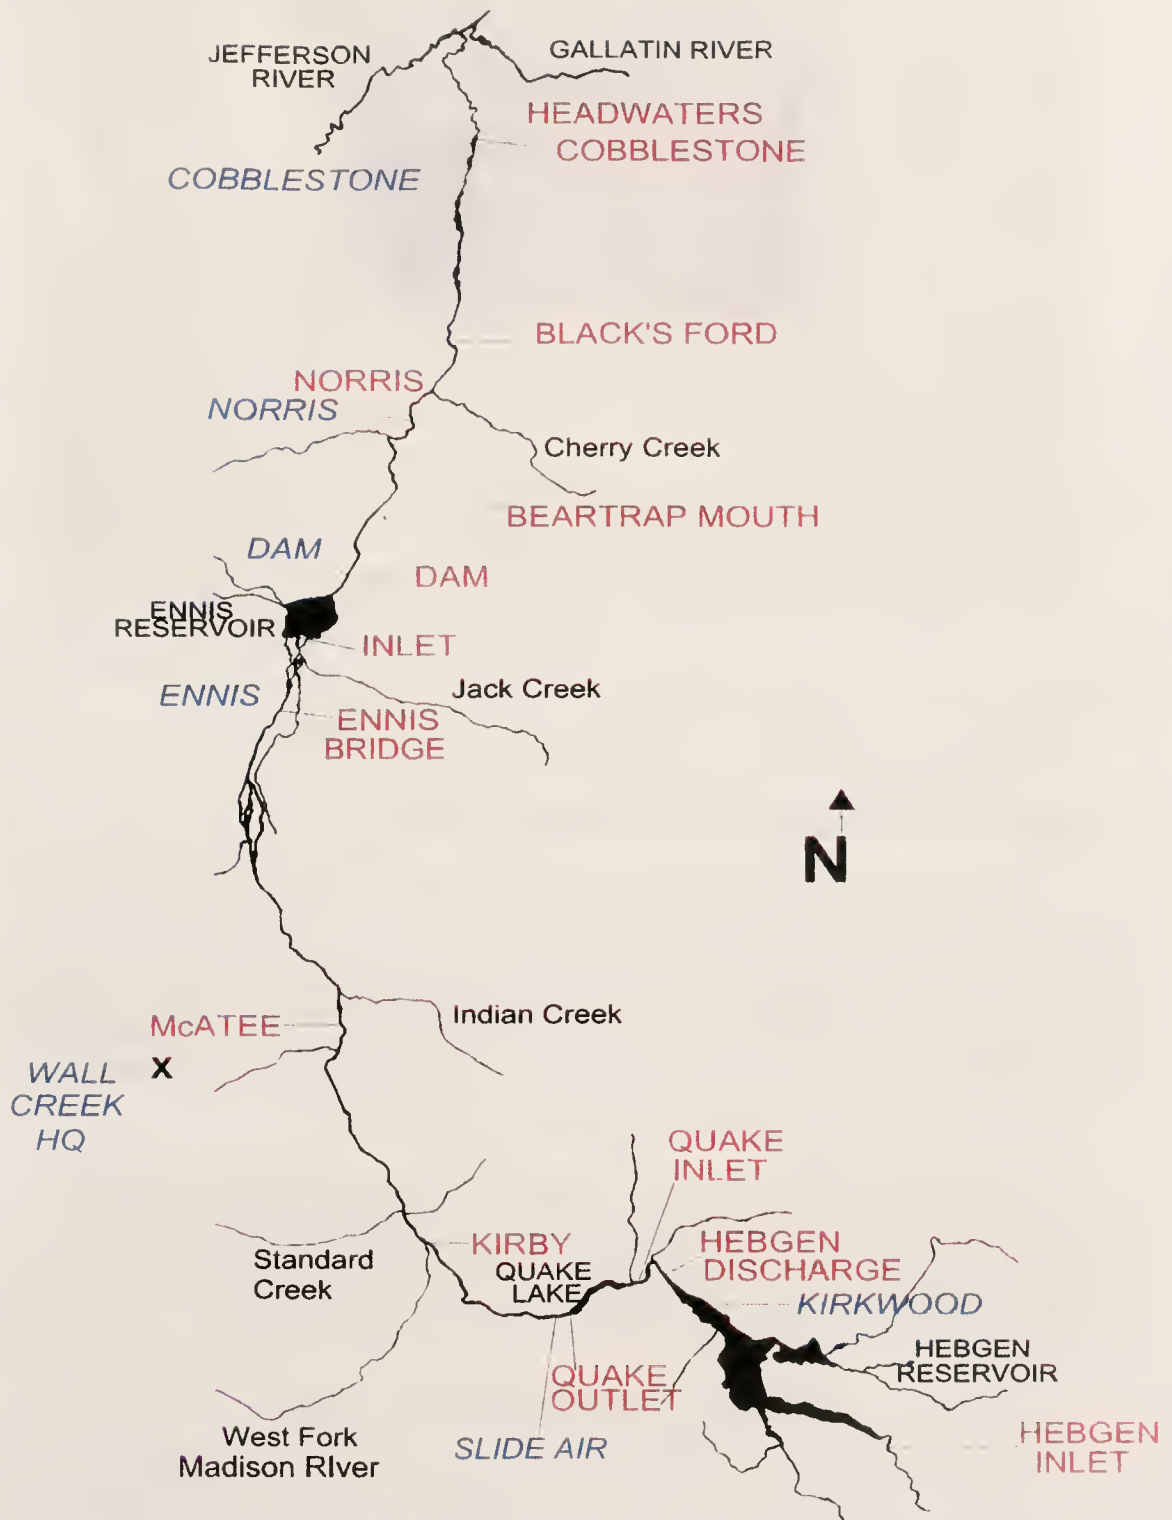 JEFFERSON
RIVER
GALLATIN RIVER
HEADWATERS
COBBLESTONE
COBBLESTONE
BLACK'S FORD
NORRIS
NORRIS
Cherry Creek
BEARTRAP MOUTH
DAM
DAM
ENNIS
RESERVOIR
INLET
ENNIS
Jack Creek
ENNIS
BRIDGE
N
Indian Creek
McATEE
X
WALL
CREEK
HQ
QUAKE
INLET
Standard
Creek
KIRBY
QUAKE
LAKE
HEBGEN
DISCHARGE
KIRKWOOD
HEBGEN
RESERVOIR
QUAKE
OUTLET
West Fork
Madison RIver
SLIDE AIR
HEBGEN
INLET